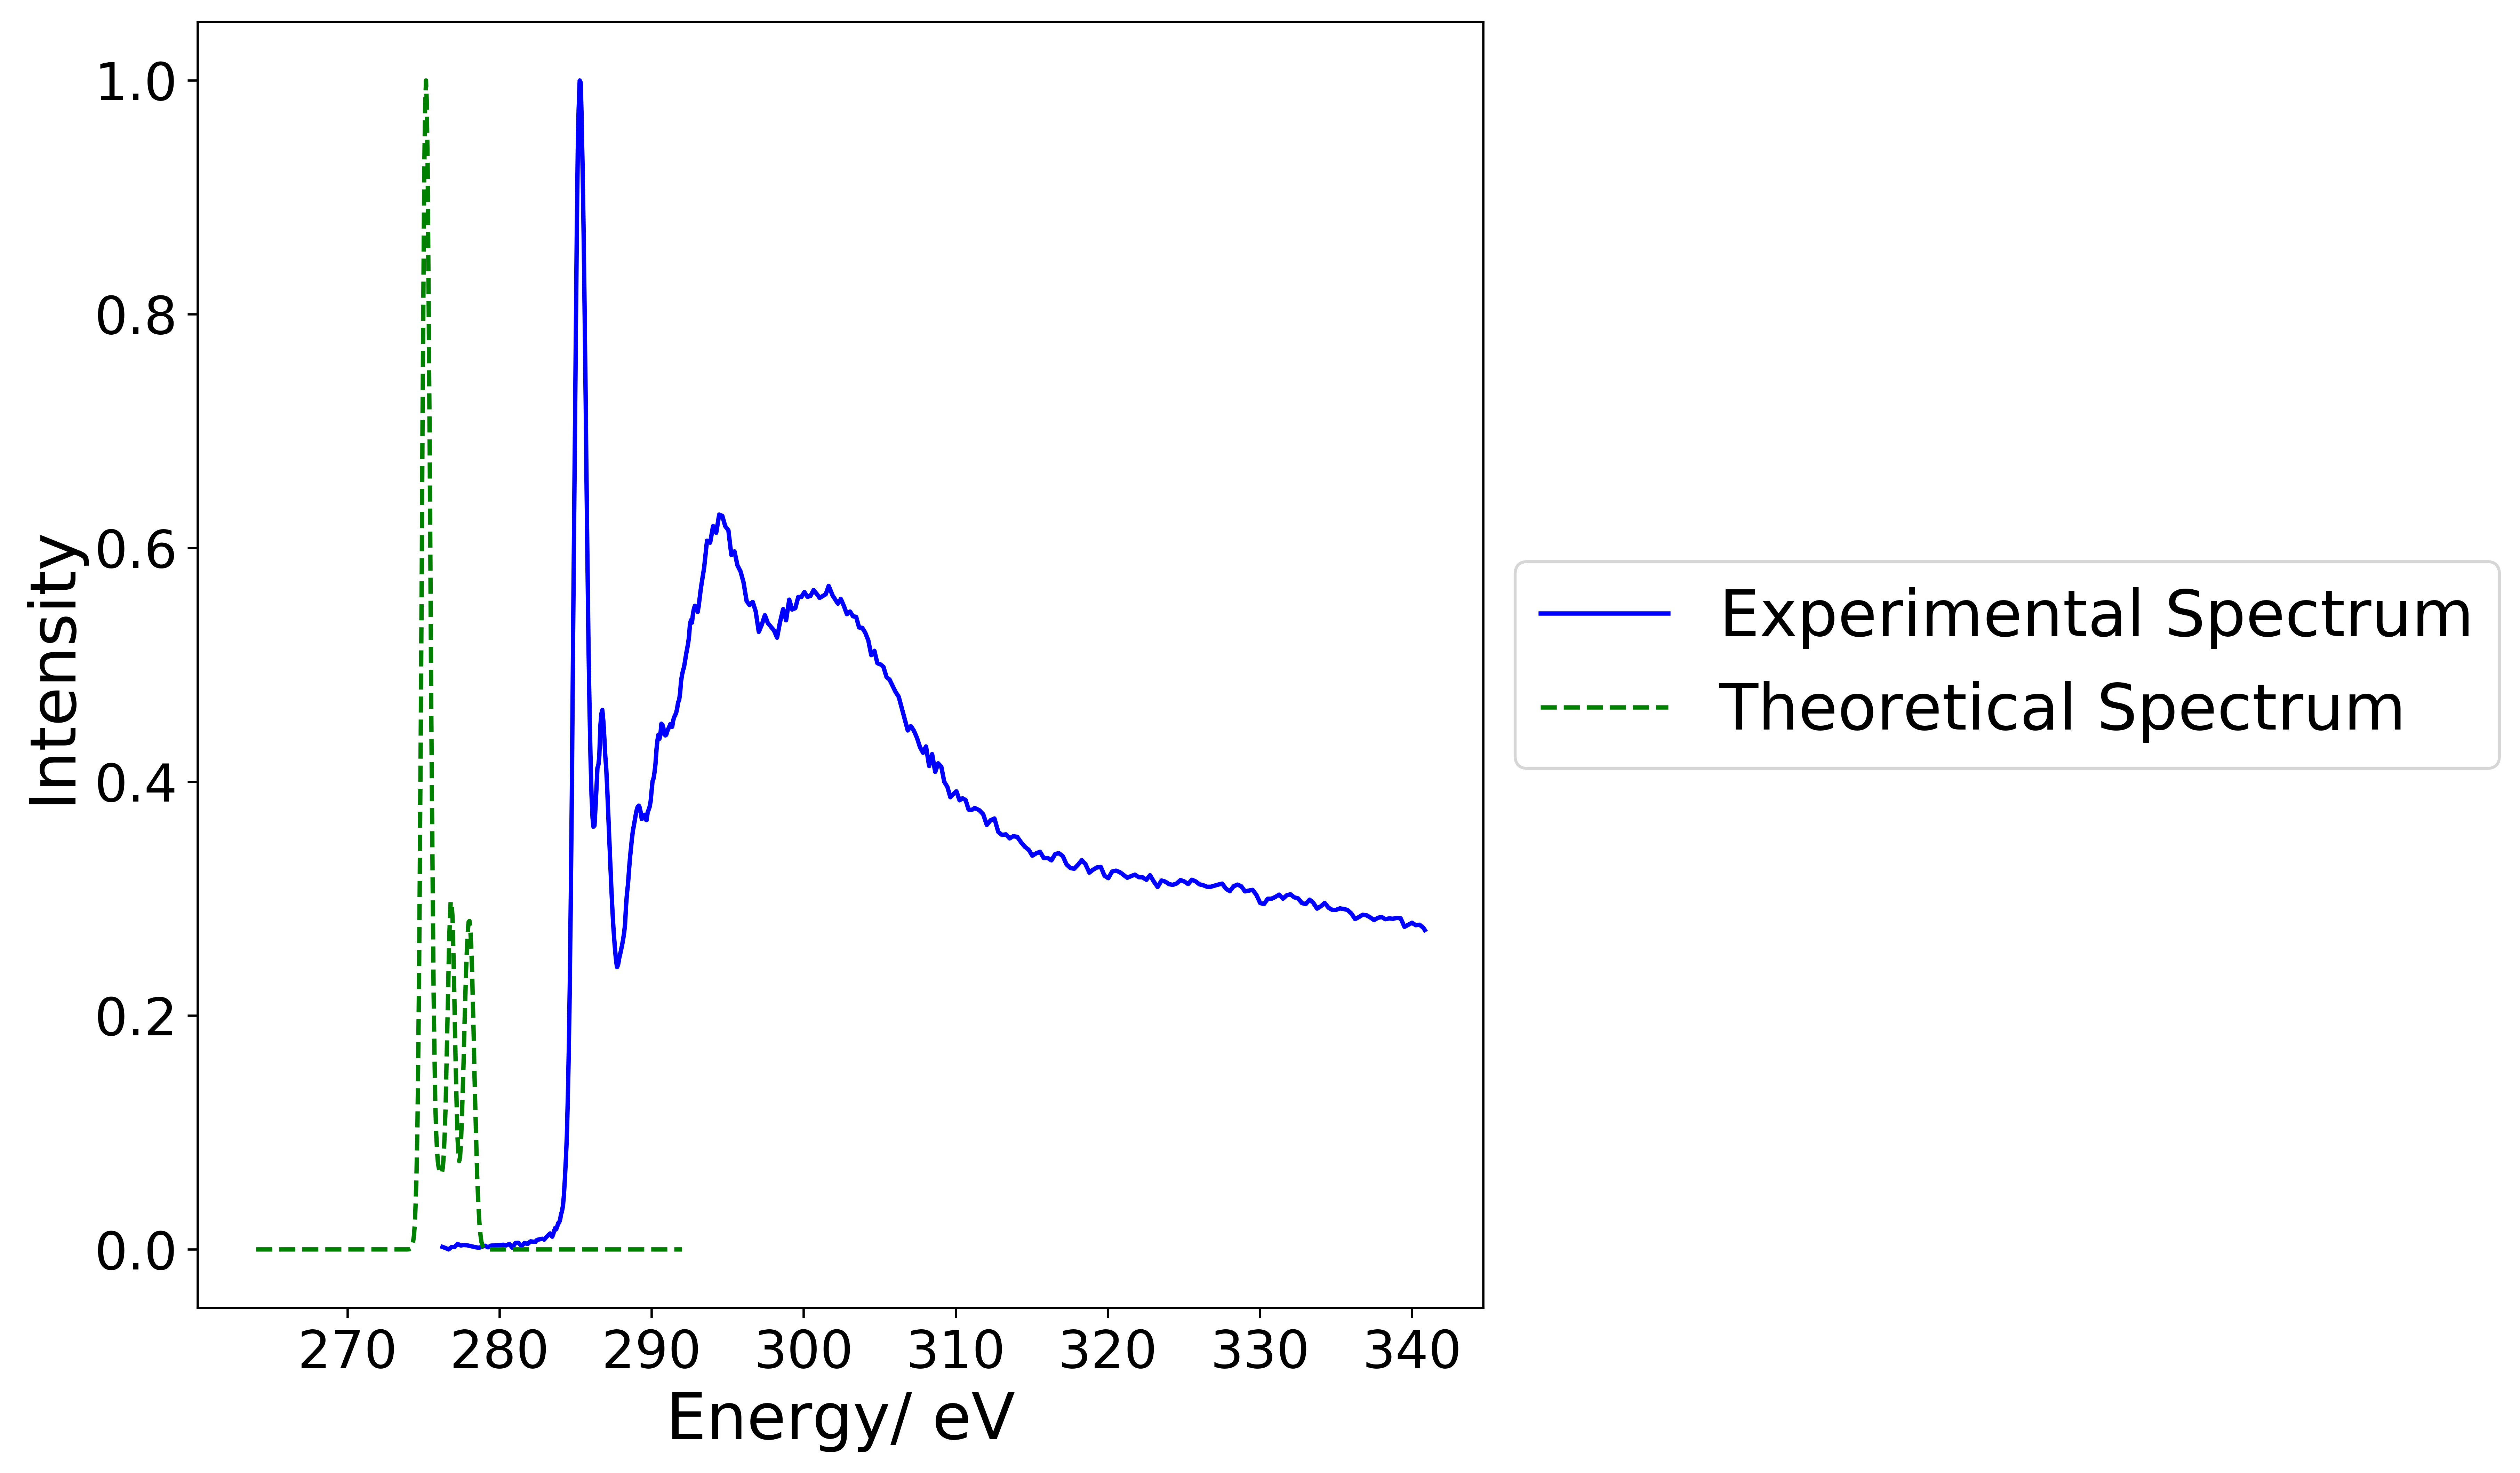 1.0
0.8
0.6
0.4
0.2
0.0
Intensity
270 280 290 300 310 320 330 340
Energy/ eV
Experimental Spectrum
Theoretical Spectrum